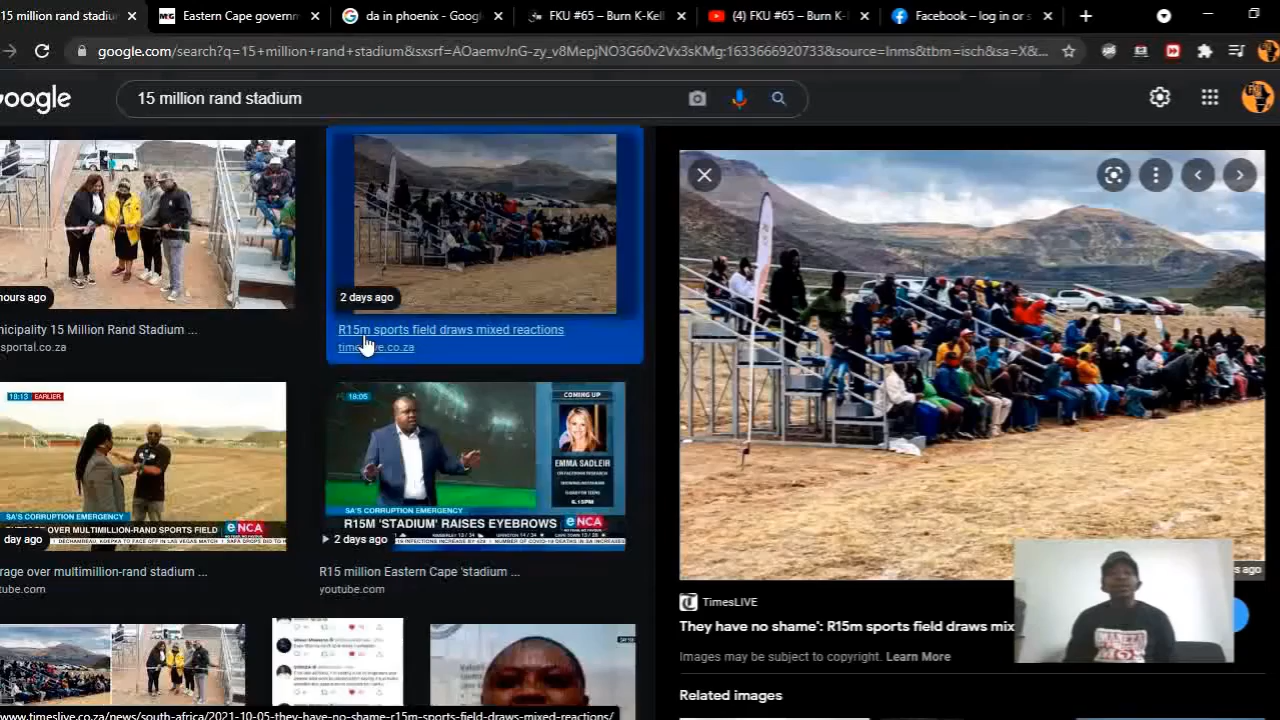 15 million rand stadiu
M&G Eastern Cape governm
da in phoenix - Goog
FKU #65 – Burn K-Kell
(4) FKU #65 – Burn K-
Facebook – log in or s
google.com/search?q=15+million+rand+stadium&sxsrf=AOaemvJnG-zy_v8MepjNO3G60v2Vx3sKMg:1633666920733&source=lnms&tbm=isch&sa=X&...
oogle
15 million rand stadium
hours ago
nicipality 15 Million Rand Stadium ...
sportal.co.za
2 days ago
R15m sports field draws mixed reactions
timeslive.co.za
18:13 EARLIER
SA'S CORRUPTION EMERGENCY
OVER MULTIMILLION-RAND SPORTS FIELD
eNCA
day ago
rage over multimillion-rand stadium ...
utube.com
18:05
COMING UP
EMMA SADLEIR
6.15PM
SA'S CORRUPTION EMERGENCY
R15M 'STADIUM' RAISES EYEBROWS
eNCA
2 days ago
R15 million Eastern Cape 'stadium ...
youtube.com
s ago
TimesLIVE
They have no shame': R15m sports field draws mix
Images may be subject to copyright. Learn More
Related images
www.timeslive.co.za/news/south-africa/2021-10-05-they-have-no-shame-r15m-sports-field-draws-mixed-reactions/